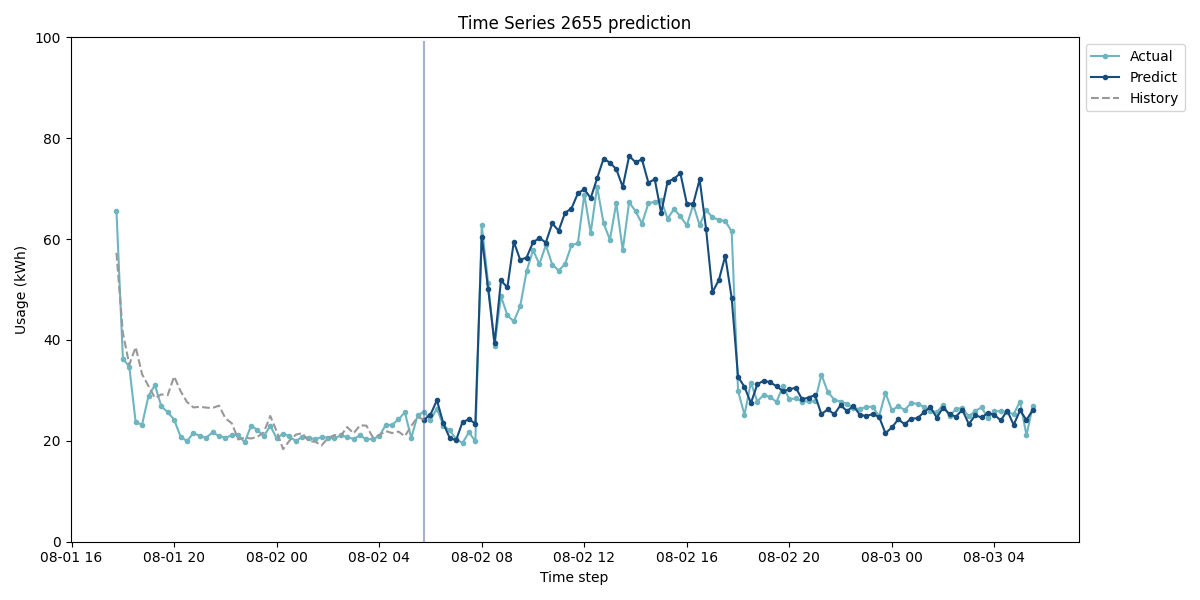 Time Series 2655 prediction
Usage (kWh)
100
80
60
40
20
0
08-01 16
08-01 20
08-02 00
08-02 04
08-02 08
08-02 12
08-02 16
08-02 20
08-03 00
08-03 04
Time step
Actual
Predict
History